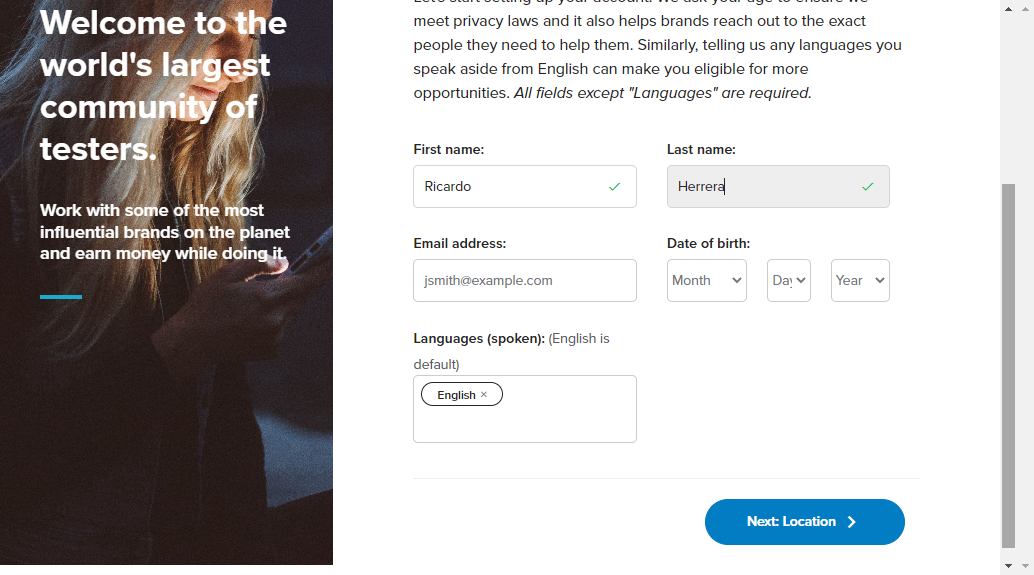 Welcome to the
world's largest
community of
testers.
Work with some of the most
influential brands on the planet
and earn money while doing it.
meet privacy laws and it also helps brands reach out to the exact
people they need to help them. Similarly, telling us any languages you
speak aside from English can make you eligible for more
opportunities. All fields except "Languages" are required.
First name:
Last name:
Ricardo
Herrera
Email address:
Date of birth:
jsmith@example.com
Month
Day
Year
Languages (spoken): (English is
default)
English ×
Next: Location